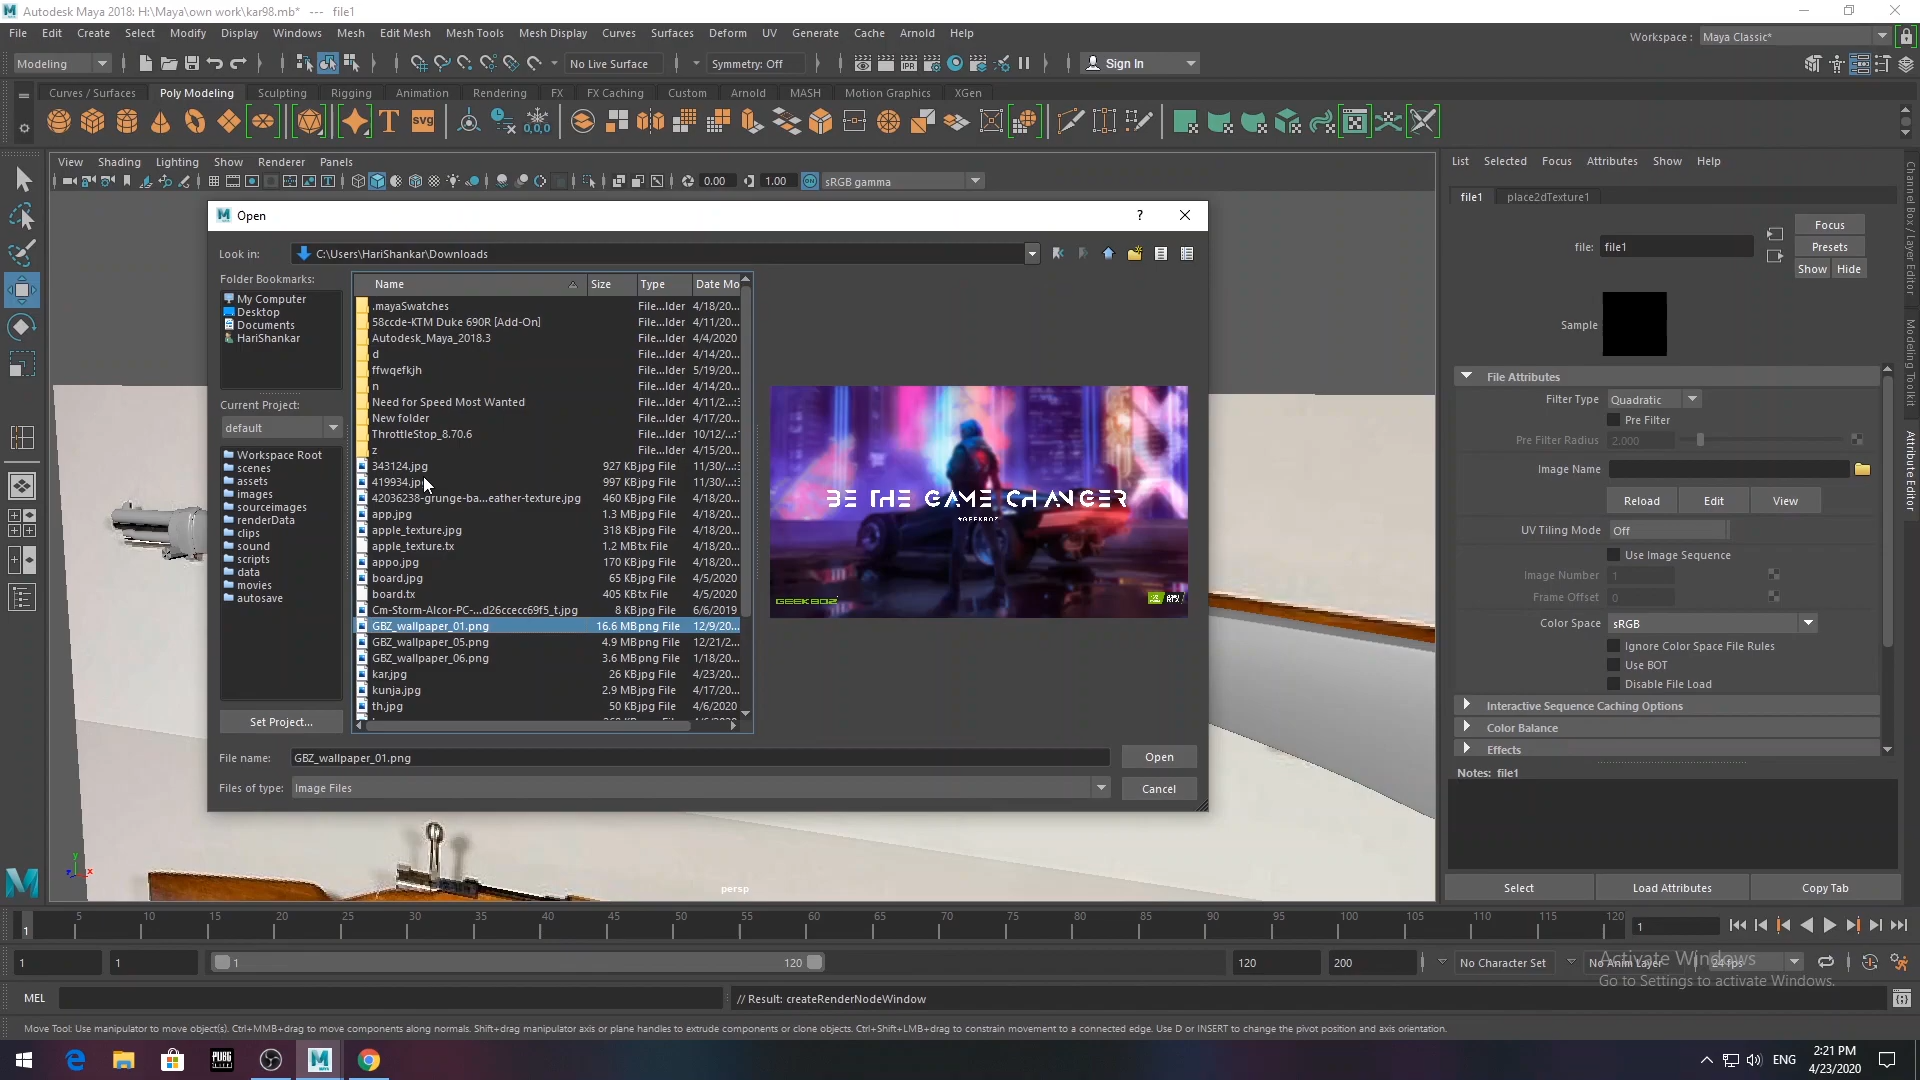 Autodesk Maya 2018: H:\Maya\own work\kar98.mb* --- file1
File Edit Create Select Modify Display Windows Mesh Edit Mesh Mesh Tools Mesh Display Curves Surfaces Deform UV Generate Cache Arnold Help
Workspace : Maya Classic*
Modeling No Live Surface Symmetry: Off Sign In
Curves / Surfaces Poly Modeling Sculpting Rigging Animation Rendering FX FX Caching Custom Arnold MASH Motion Graphics XGen
View Shading Lighting Show Renderer Panels
0.00 1.00 sRGB gamma
Open
Look in: C:\Users\HariShankar\Downloads
Folder Bookmarks:
My Computer
Desktop
Documents
HariShankar
Current Project:
default
Workspace Root
scenes
assets
images
sourceimages
renderData
clips
sound
scripts
data
movies
autosave
Set Project...
Name Size Type Date Mo
.mayaSwatches File...lder 4/18/20...
58ccde-KTM Duke 690R [Add-On] File...lder 4/11/20...
Autodesk_Maya_2018.3 File...lder 4/4/2020
d File...lder 4/14/20...
ffwqefkjh File...lder 5/19/20...
n File...lder 4/14/20...
Need for Speed Most Wanted File...lder 4/11/2...:
New folder File...lder 4/17/20...
ThrottleStop_8.70.6 File...lder 10/12/...:
z File...lder 4/15/20...
343124.jpg 927 KB jpg File 11/30/...:
419934.jpg 997 KB jpg File 11/30/...:
42036238-grunge-ba...eather-texture.jpg 460 KB jpg File 4/18/20...
app.jpg 1.3 MB jpg File 4/18/20...
apple_texture.jpg 318 KB jpg File 4/18/20...
apple_texture.tx 1.2 MB tx File 4/18/20...
appo.jpg 170 KB jpg File 4/18/20...
board.jpg 65 KB jpg File 4/5/2020
board.tx 405 KB tx File 4/5/2020
Cm-Storm-Alcor-PC-...d26ccecc69f5_t.jpg 8 KB jpg File 6/6/2019
GBZ_wallpaper_01.png 16.6 MB png File 12/9/20...
GBZ_wallpaper_05.png 4.9 MB png File 12/21/2...
GBZ_wallpaper_06.png 3.6 MB png File 1/18/20...
kar.jpg 26 KB jpg File 4/23/20...
kunja.jpg 2.9 MB jpg File 4/17/20...
th.jpg 50 KB jpg File 4/6/2020
BE THE GAME CHANGER
#GEEKBOZ
GEEKBOZ
File name: GBZ_wallpaper_01.png Open
Files of type: Image Files Cancel
persp
List Selected Focus Attributes Show Help
file1 place2dTexture1
file: file1
Focus
Presets
Show Hide
Sample
File Attributes
Filter Type Quadratic
Pre Filter
Pre Filter Radius 2.000
Image Name
Reload Edit View
UV Tiling Mode Off
Use Image Sequence
Image Number 1
Frame Offset 0
Color Space sRGB
Ignore Color Space File Rules
Use BOT
Disable File Load
Interactive Sequence Caching Options
Color Balance
Effects
Notes: file1
Select Load Attributes Copy Tab
Channel Box / Layer Editor
Modeling Toolkit
Attribute Editor
1 5 10 15 20 25 30 35 40 45 50 55 60 65 70 75 80 85 90 95 100 105 110 115 120 1
1 1 1 120 120 200 No Character Set No Anim Layer 24 fps
Activate Windows
Go to Settings to activate Windows.
MEL // Result: createRenderNodeWindow
Move Tool: Use manipulator to move object(s). Ctrl+MMB+drag to move components along normals. Shift+drag manipulator axis or plane handles to extrude components or clone objects. Ctrl+Shift+LMB+drag to constrain movement to a connected edge. Use D or INSERT to change the pivot position and axis orientation.
ENG
2:21 PM
4/23/2020